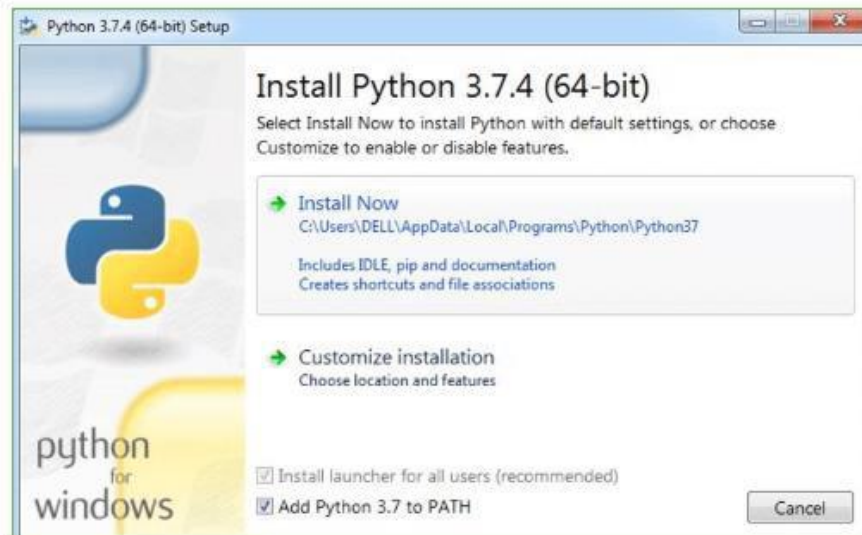 Python 3.7.4 (64-bit) Setup
Install Python 3.7.4 (64-bit)
Select Install Now to install Python with default settings, or choose
Customize to enable or disable features.
Install Now
C:\Users\DELL\AppData\Local\Programs\Python\Python37
Includes IDLE, pip and documentation
Creates shortcuts and file associations
Customize installation
Choose location and features
python
for
windows
Install launcher for all users (recommended)
Add Python 3.7 to PATH
Cancel